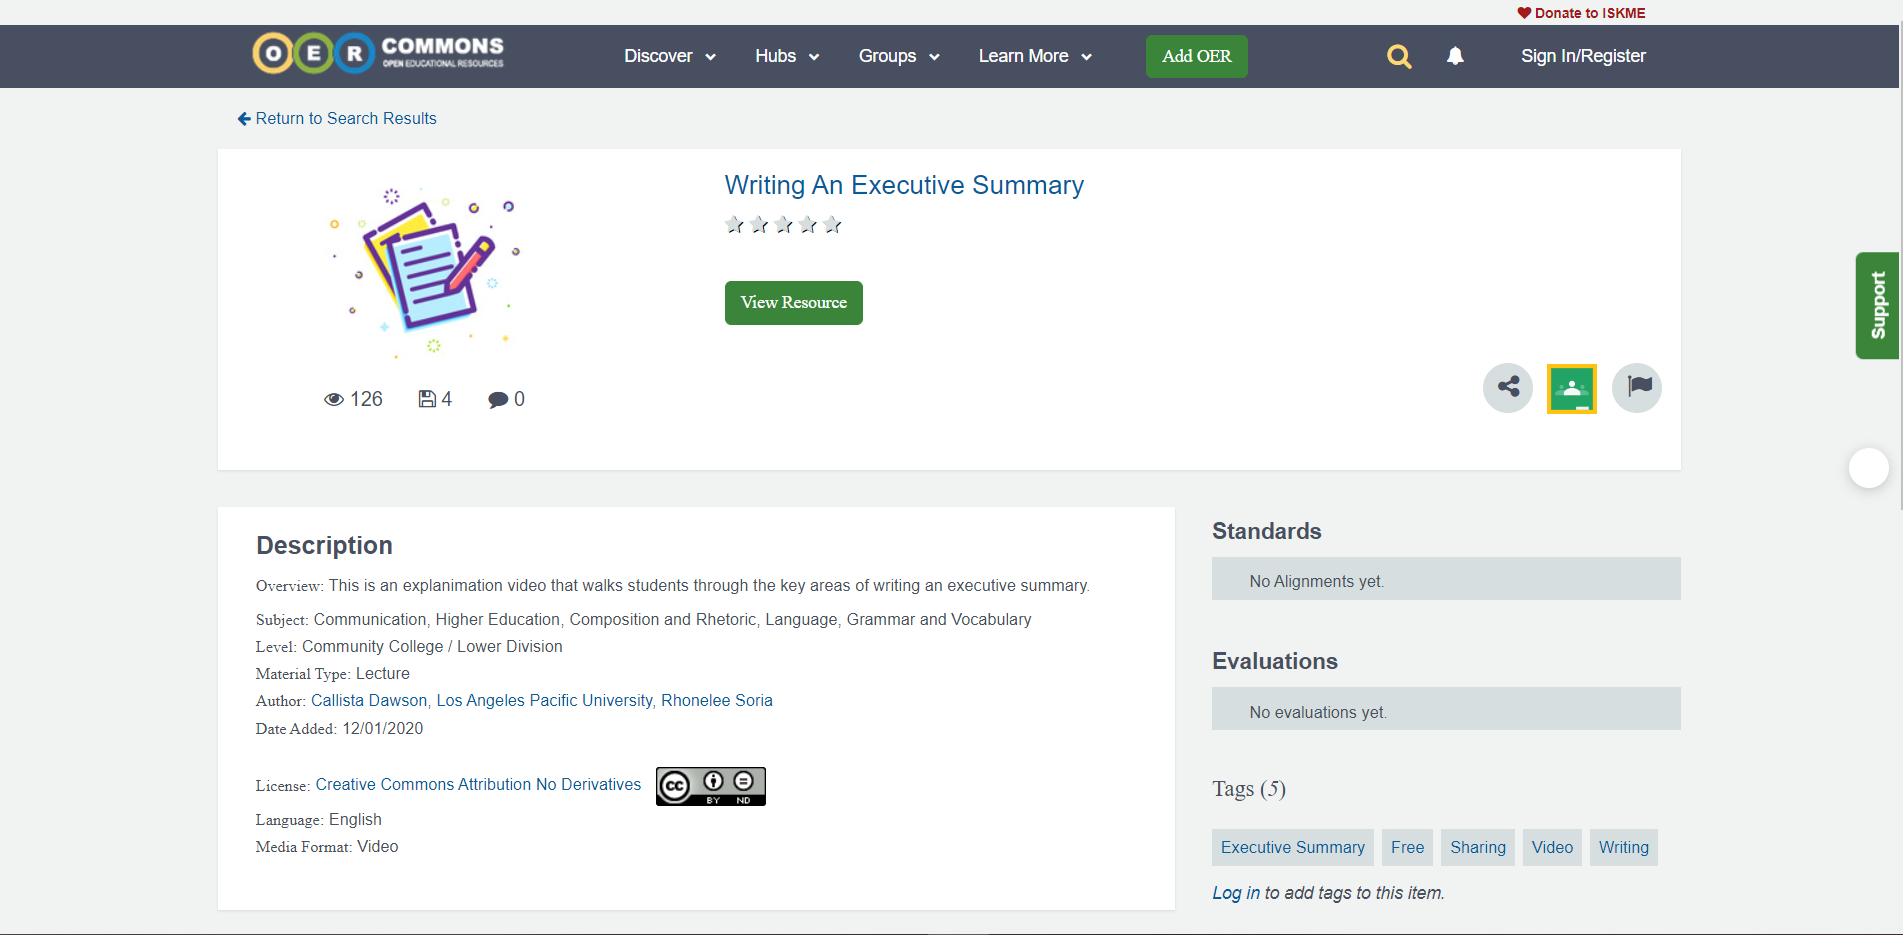 Donate to ISKME
OER COMMONS
OPEN EDUCATIONAL RESOURCES
Discover Hubs Groups Learn More Add OER Sign In/Register
Return to Search Results
Writing An Executive Summary
View Resource
Support
126 4 0
Description
Overview: This is an explanimation video that walks students through the key areas of writing an executive summary.
Subject: Communication, Higher Education, Composition and Rhetoric, Language, Grammar and Vocabulary
Level: Community College / Lower Division
Material Type: Lecture
Author: Callista Dawson, Los Angeles Pacific University, Rhonelee Soria
Date Added: 12/01/2020
License: Creative Commons Attribution No Derivatives
cc BY ND
Language: English
Media Format: Video
Standards
No Alignments yet.
Evaluations
No evaluations yet.
Tags (5)
Executive Summary Free Sharing Video Writing
Log in to add tags to this item.